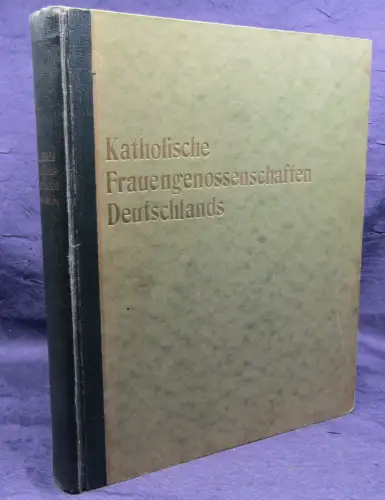 Katholische
Frauengenossenschaften
Deutschlands